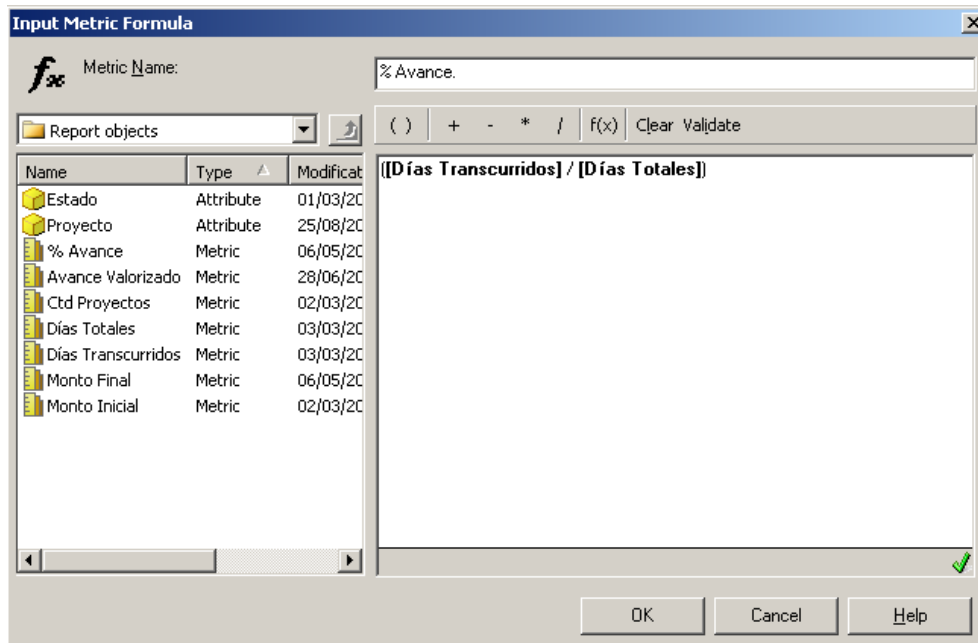 Input Metric Formula
fx
Metric Name:
% Avance.
Report objects
( ) + - * / f(x) Clear Validate
Name Type Modificat
Estado Attribute 01/03/20
Proyecto Attribute 25/08/20
% Avance Metric 06/05/20
Avance Valorizado Metric 28/06/20
Ctd Proyectos Metric 02/03/20
Días Totales Metric 03/03/20
Días Transcurridos Metric 03/03/20
Monto Final Metric 06/05/20
Monto Inicial Metric 02/03/20
([Días Transcurridos] / [Días Totales])
OK Cancel Help